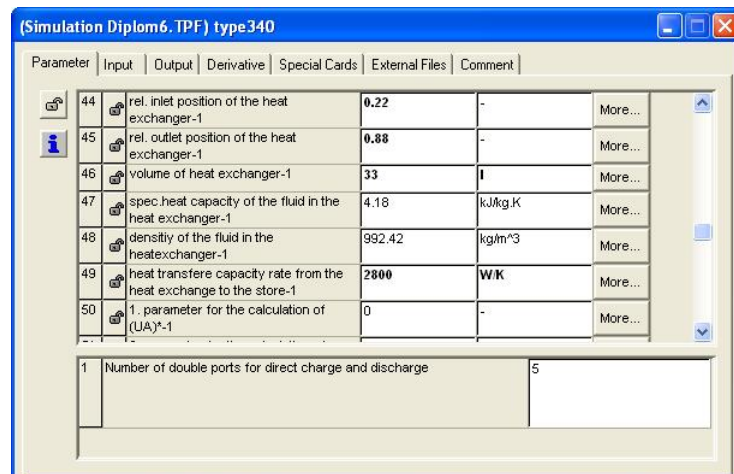 (Simulation Diplom6.TPF) type340
Parameter Input Output Derivative Special Cards External Files Comment
44 rel. inlet position of the heat 0.22 - More...
exchanger-1
45 rel. outlet position of the heat 0.88 - More...
exchanger-1
46 volume of heat exchanger-1 33 l More...
47 spec.heat capacity of the fluid in the 4.18 kJ/kg.K More...
heat exchanger-1
48 densitiy of the fluid in the 992.42 kg/m^3 More...
heatexchanger-1
49 heat transfere capacity rate from the 2800 W/K More...
heat exchange to the store-1
50 1. parameter for the calculation of 0 - More...
(UA)*-1
1 Number of double ports for direct charge and discharge 5